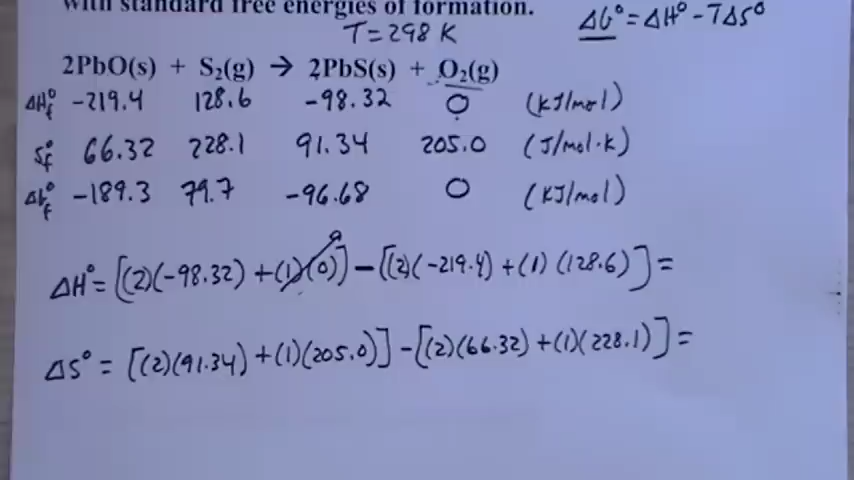 with standard free energies of formation.
ΔG° = ΔH° - TΔS°
T = 298 K
2PbO(s) + S₂(g) → 2PbS(s) + O₂(g)
ΔH°f -219.4 128.6 -98.32 0 (kJ/mol)
S°f 66.32 228.1 91.34 205.0 (J/mol·k)
ΔG°f -189.3 79.7 -96.68 0 (KJ/mol)
ΔH° = [(2)(-98.32) + (1)(0)] - [(2)(-219.4) + (1)(128.6)] =
ΔS° = [(2)(91.34) + (1)(205.0)] - [(2)(66.32) + (1)(228.1)] =